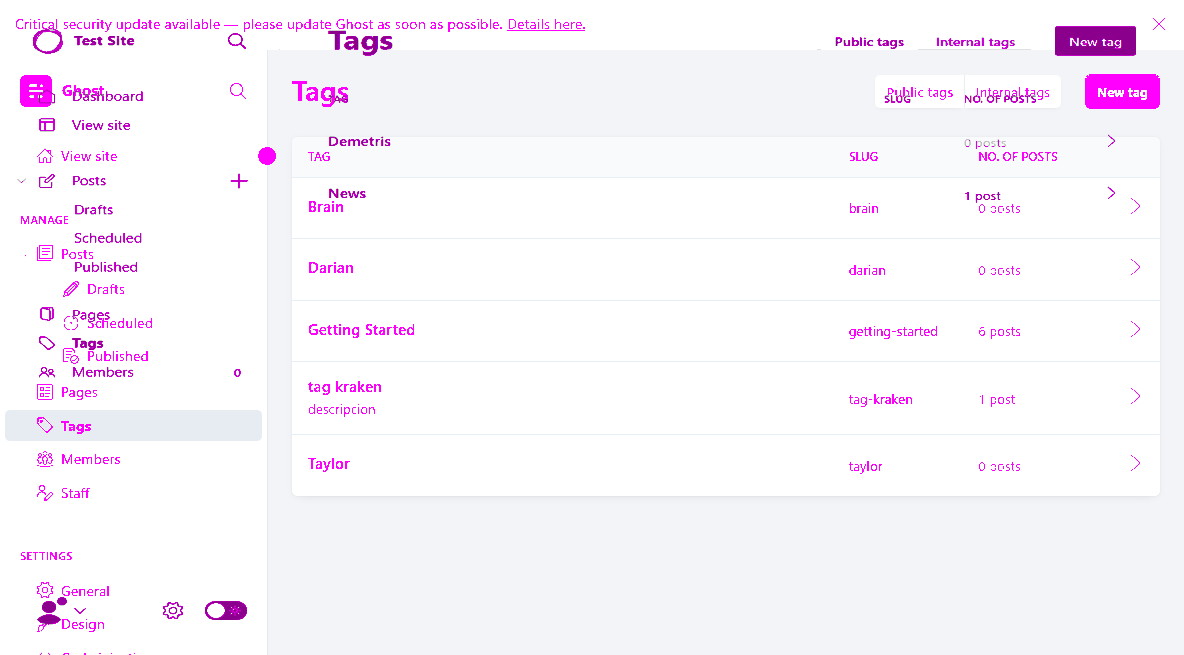 Critical security update available — please update Ghost as soon as possible. Details here.
Test Site
Tags
Public tags
Internal tags
New tag
Ghost
Dashboard
Tags
Public tags
Internal tags
New tag
TAG
SLUG
NO. OF POSTS
View site
Demetris
0 posts
View site
TAG
SLUG
NO. OF POSTS
Posts
News
1 post
Drafts
Brain
brain
0 posts
MANAGE
Scheduled
Posts
Published
Darian
darian
0 posts
Drafts
Pages
Scheduled
Getting Started
getting-started
6 posts
Tags
Published
Members
0
Pages
tag kraken
descripcion
tag-kraken
1 post
Tags
Members
Taylor
taylor
0 posts
Staff
SETTINGS
General
Design